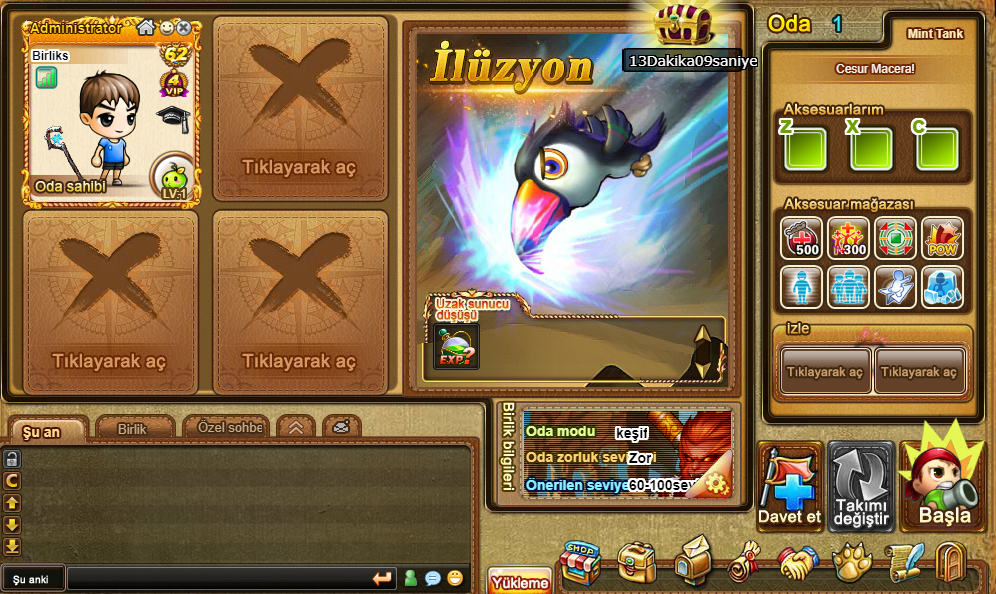 Administrator
Birliks
62
4
VIP
Oda sahibi
LV:1
Tıklayarak aç
Tıklayarak aç
Tıklayarak aç
İlüzyon
13Dakika09saniye
Uzak sunucu
düşüşü
EXP?
Oda 1
Mint Tank
Cesur Macera!
Aksesuarlarım
Z X C
Aksesuar mağazası
500
300
POW
izle
Tıklayarak aç
Tıklayarak aç
Şu an
Birlik
Özel sohbe
Birlik bilgileri
Oda modu keşif
Oda zorluk sevi Zor
Önerilen seviye 60-100sev
Davet et
Takımı
değiştir
Başla
C
Şu anki
Yükleme
SHOP